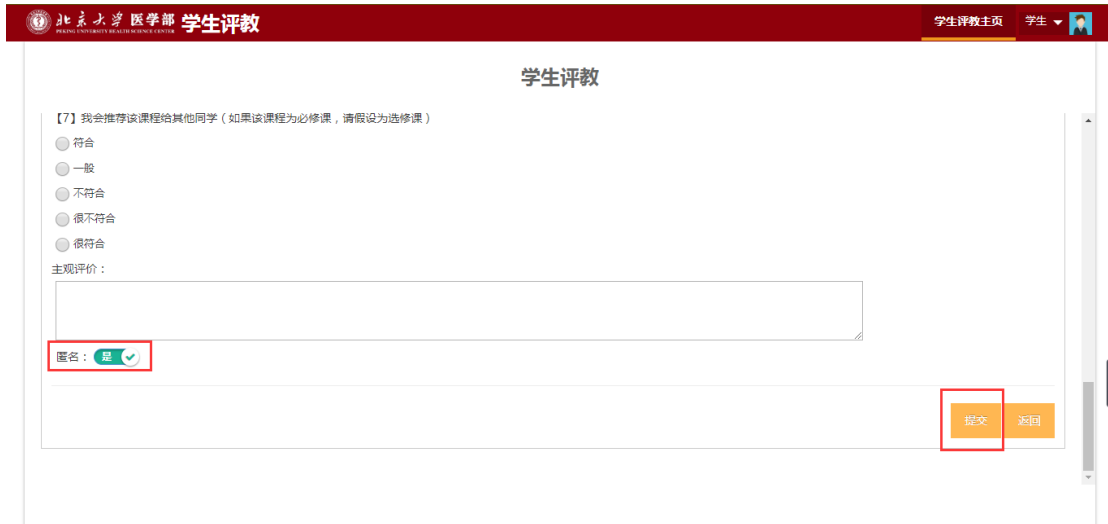 北京大学 医学部 学生评教
PEKING UNIVERSITY HEALTH SCIENCE CENTER
学生评教主页 学生
学生评教
【7】我会推荐该课程给其他同学（如果该课程为必修课，请假设为选修课）
符合
一般
不符合
很不符合
很符合
主观评价：
匿名： 是
提交 返回